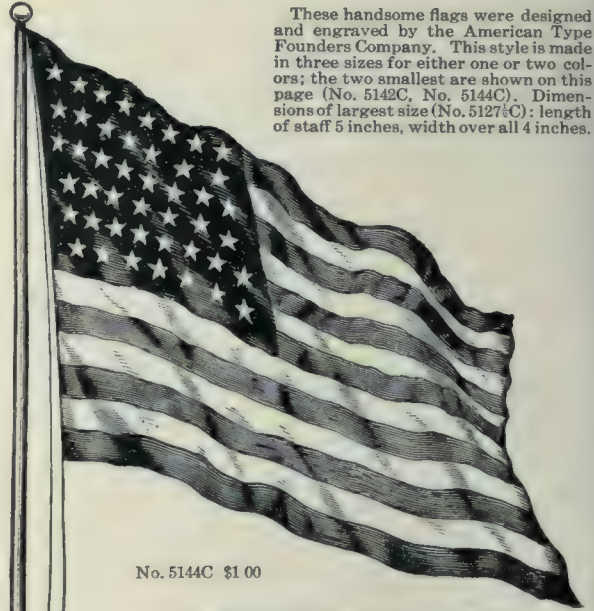 These handsome flags were designed
and engraved by the American Type
Founders Company. This style is made
in three sizes for either one or two col-
ors; the two smallest are shown on this
page (No. 5142C, No. 5144C). Dimen-
sions of largest size (No. 5127½C): length
of staff 5 inches, width over all 4 inches.
No. 5144C $1 00